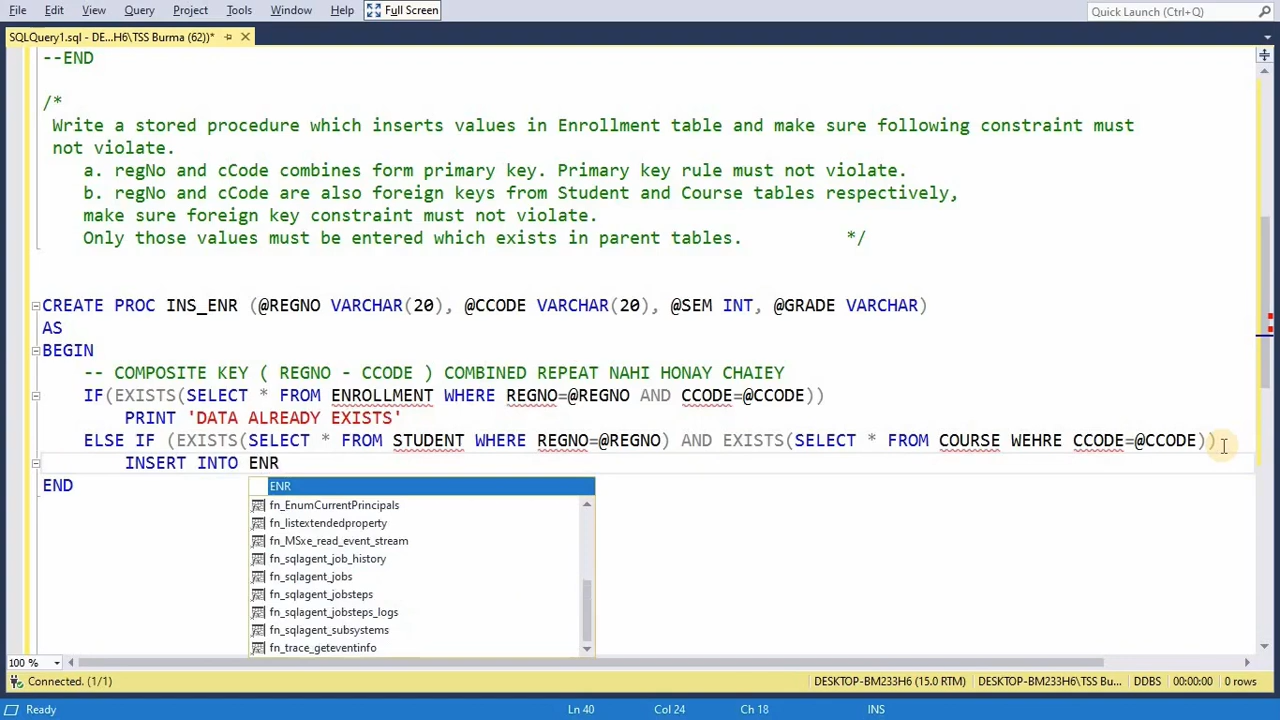 File Edit View Query Project Tools Window Help Full Screen Quick Launch (Ctrl+Q)
SQLQuery1.sql - DE...H6\TSS Burma (62))*
--END
/*
Write a stored procedure which inserts values in Enrollment table and make sure following constraint must
not violate.
a. regNo and cCode combines form primary key. Primary key rule must not violate.
b. regNo and cCode are also foreign keys from Student and Course tables respectively,
make sure foreign key constraint must not violate.
Only those values must be entered which exists in parent tables. */
CREATE PROC INS_ENR (@REGNO VARCHAR(20), @CCODE VARCHAR(20), @SEM INT, @GRADE VARCHAR)
AS
BEGIN
-- COMPOSITE KEY ( REGNO - CCODE ) COMBINED REPEAT NAHI HONAY CHAIEY
IF(EXISTS(SELECT * FROM ENROLLMENT WHERE REGNO=@REGNO AND CCODE=@CCODE))
PRINT 'DATA ALREADY EXISTS'
ELSE IF (EXISTS(SELECT * FROM STUDENT WHERE REGNO=@REGNO) AND EXISTS(SELECT * FROM COURSE WEHRE CCODE=@CCODE))
INSERT INTO ENR
END
ENR
fn_EnumCurrentPrincipals
fn_listextendedproperty
fn_MSxe_read_event_stream
fn_sqlagent_job_history
fn_sqlagent_jobs
fn_sqlagent_jobsteps
fn_sqlagent_jobsteps_logs
fn_sqlagent_subsystems
fn_trace_geteventinfo
100 %
Connected. (1/1) DESKTOP-BM233H6 (15.0 RTM) DESKTOP-BM233H6\TSS Bu... DDBS 00:00:00 0 rows
Ready Ln 40 Col 24 Ch 18 INS